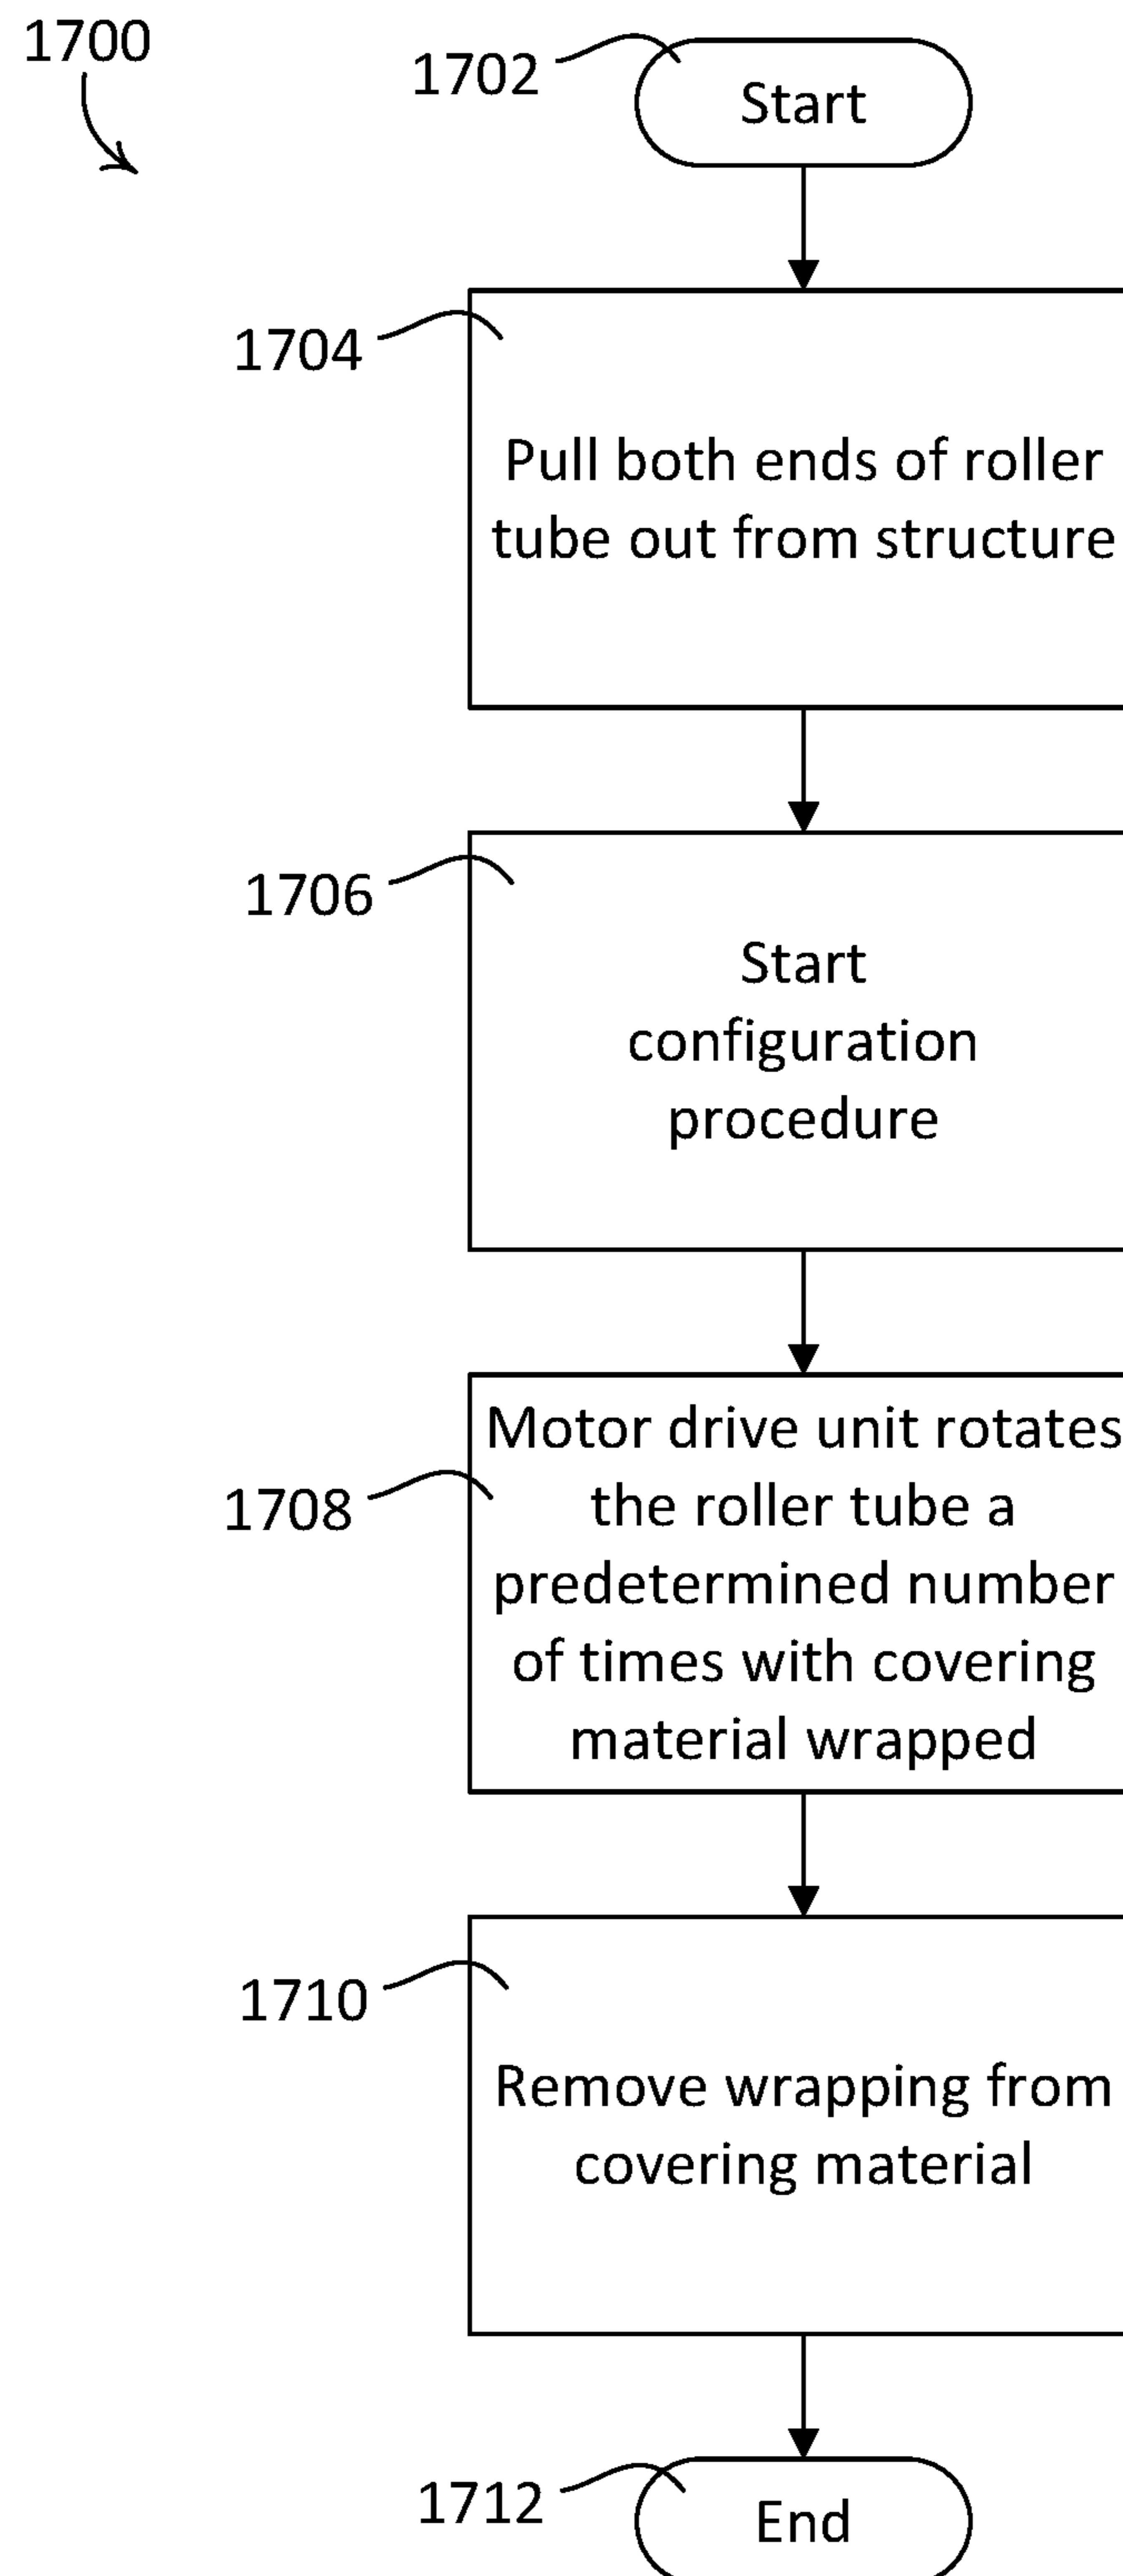 1700
1702
Start
1704
Pull both ends of roller
tube out from structure
1706
Start
configuration
procedure
1708
Motor drive unit rotates
the roller tube a
predetermined number
of times with covering
material wrapped
1710
Remove wrapping from
covering material
1712
End